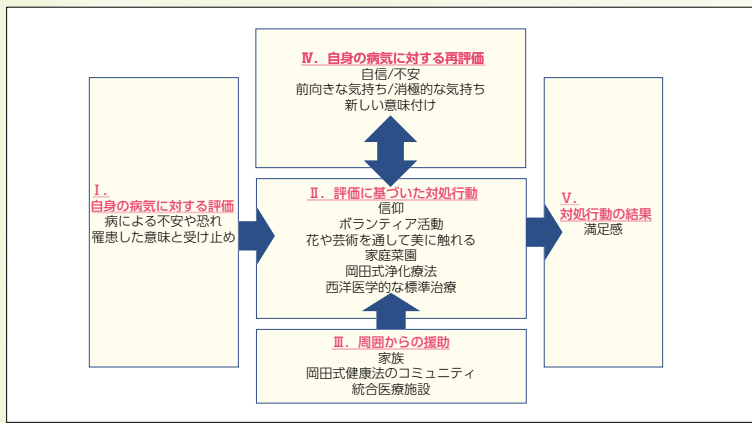 Ⅰ．
自身の病気に対する評価
病による不安や恐れ
罹患した意味と受け止め
Ⅳ．自身の病気に対する再評価
自信/不安
前向きな気持ち/消極的な気持ち
新しい意味付け
Ⅱ．評価に基づいた対処行動
信仰
ボランティア活動
花や芸術を通して美に触れる
家庭菜園
岡田式浄化療法
西洋医学的な標準治療
Ⅲ．周囲からの援助
家族
岡田式健康法のコミュニティ
統合医療施設
Ⅴ．
対処行動の結果
満足感